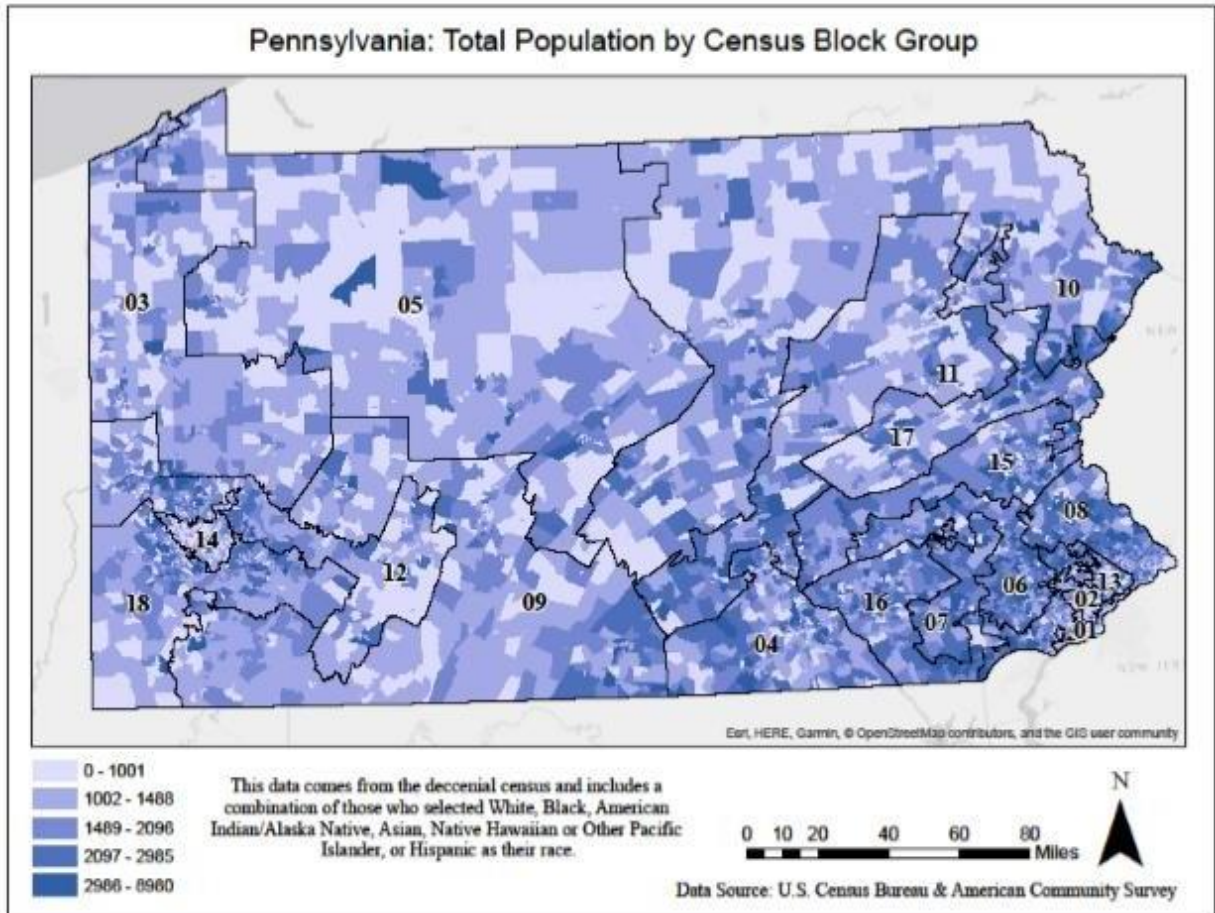 Pennsylvania: Total Population by Census Block Group
03
05
10
11
17
15
08
14
12
18
09
16
06
13
02
07
01
04
Esri, HERE, Garmin, © OpenStreetMap contributors, and the GIS user community
0 - 1001
1002 - 1488
1489 - 2096
2097 - 2985
2986 - 8960
This data comes from the deccenial census and includes a
combination of those who selected White, Black, American
Indian/Alaska Native, Asian, Native Hawaiian or Other Pacific
Islander, or Hispanic as their race.
N
0 10 20 40 60 80
Miles
Data Source: U.S. Census Bureau & American Community Survey